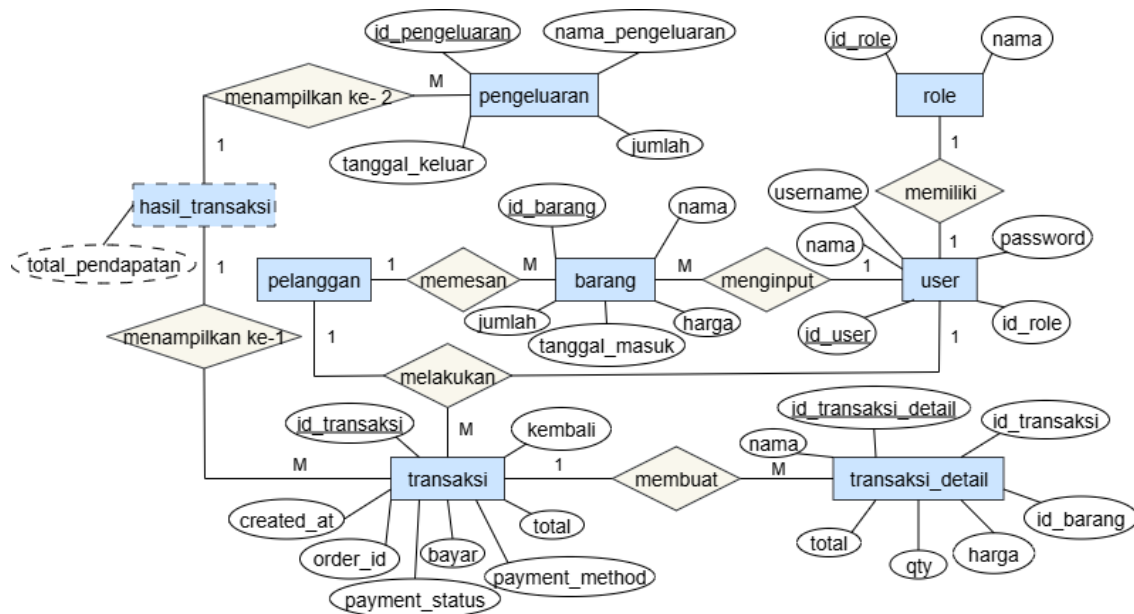 id_pengeluaran
nama_pengeluaran
id_role
nama
menampilkan ke- 2
M
pengeluaran
role
1
tanggal_keluar
jumlah
1
hasil_transaksi
total_pendapatan
1
menampilkan ke-1
id_barang
nama
username
memiliki
nama
1
password
pelanggan
1
memesan
M
barang
M
menginput
1
user
jumlah
tanggal_masuk
harga
id_user
id_role
1
melakukan
1
M
id_transaksi
kembali
id_transaksi_detail
nama
id_transaksi
M
transaksi
1
membuat
M
transaksi_detail
created_at
order_id
payment_status
bayar
payment_method
total
total
qty
harga
id_barang